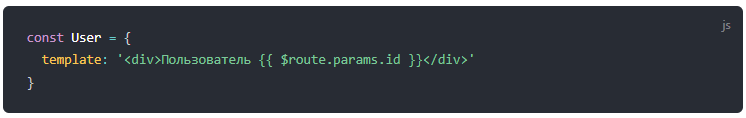 js
const User = {
  template: '<div>Пользователь {{ $route.params.id }}</div>'
}